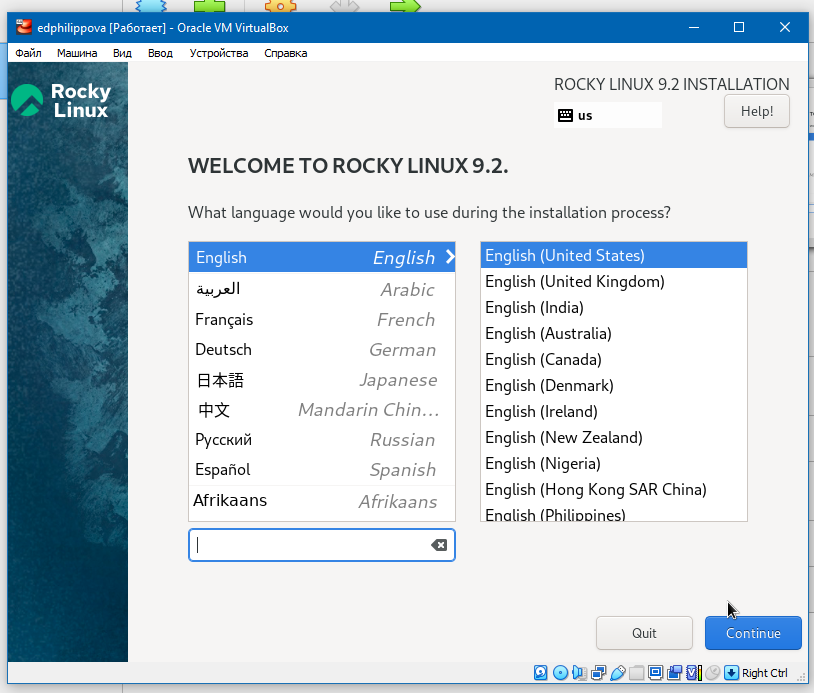 edphilippova [Работает] - Oracle VM VirtualBox
Файл Машина Вид Ввод Устройства Справка
Rocky
Linux
ROCKY LINUX 9.2 INSTALLATION
us
Help!
WELCOME TO ROCKY LINUX 9.2.
What language would you like to use during the installation process?
English English
العربية Arabic
Français French
Deutsch German
日本語 Japanese
中文 Mandarin Chin…
Русский Russian
Español Spanish
Afrikaans Afrikaans
English (United States)
English (United Kingdom)
English (India)
English (Australia)
English (Canada)
English (Denmark)
English (Ireland)
English (New Zealand)
English (Nigeria)
English (Hong Kong SAR China)
English (Philippines)
Quit
Continue
Right Ctrl